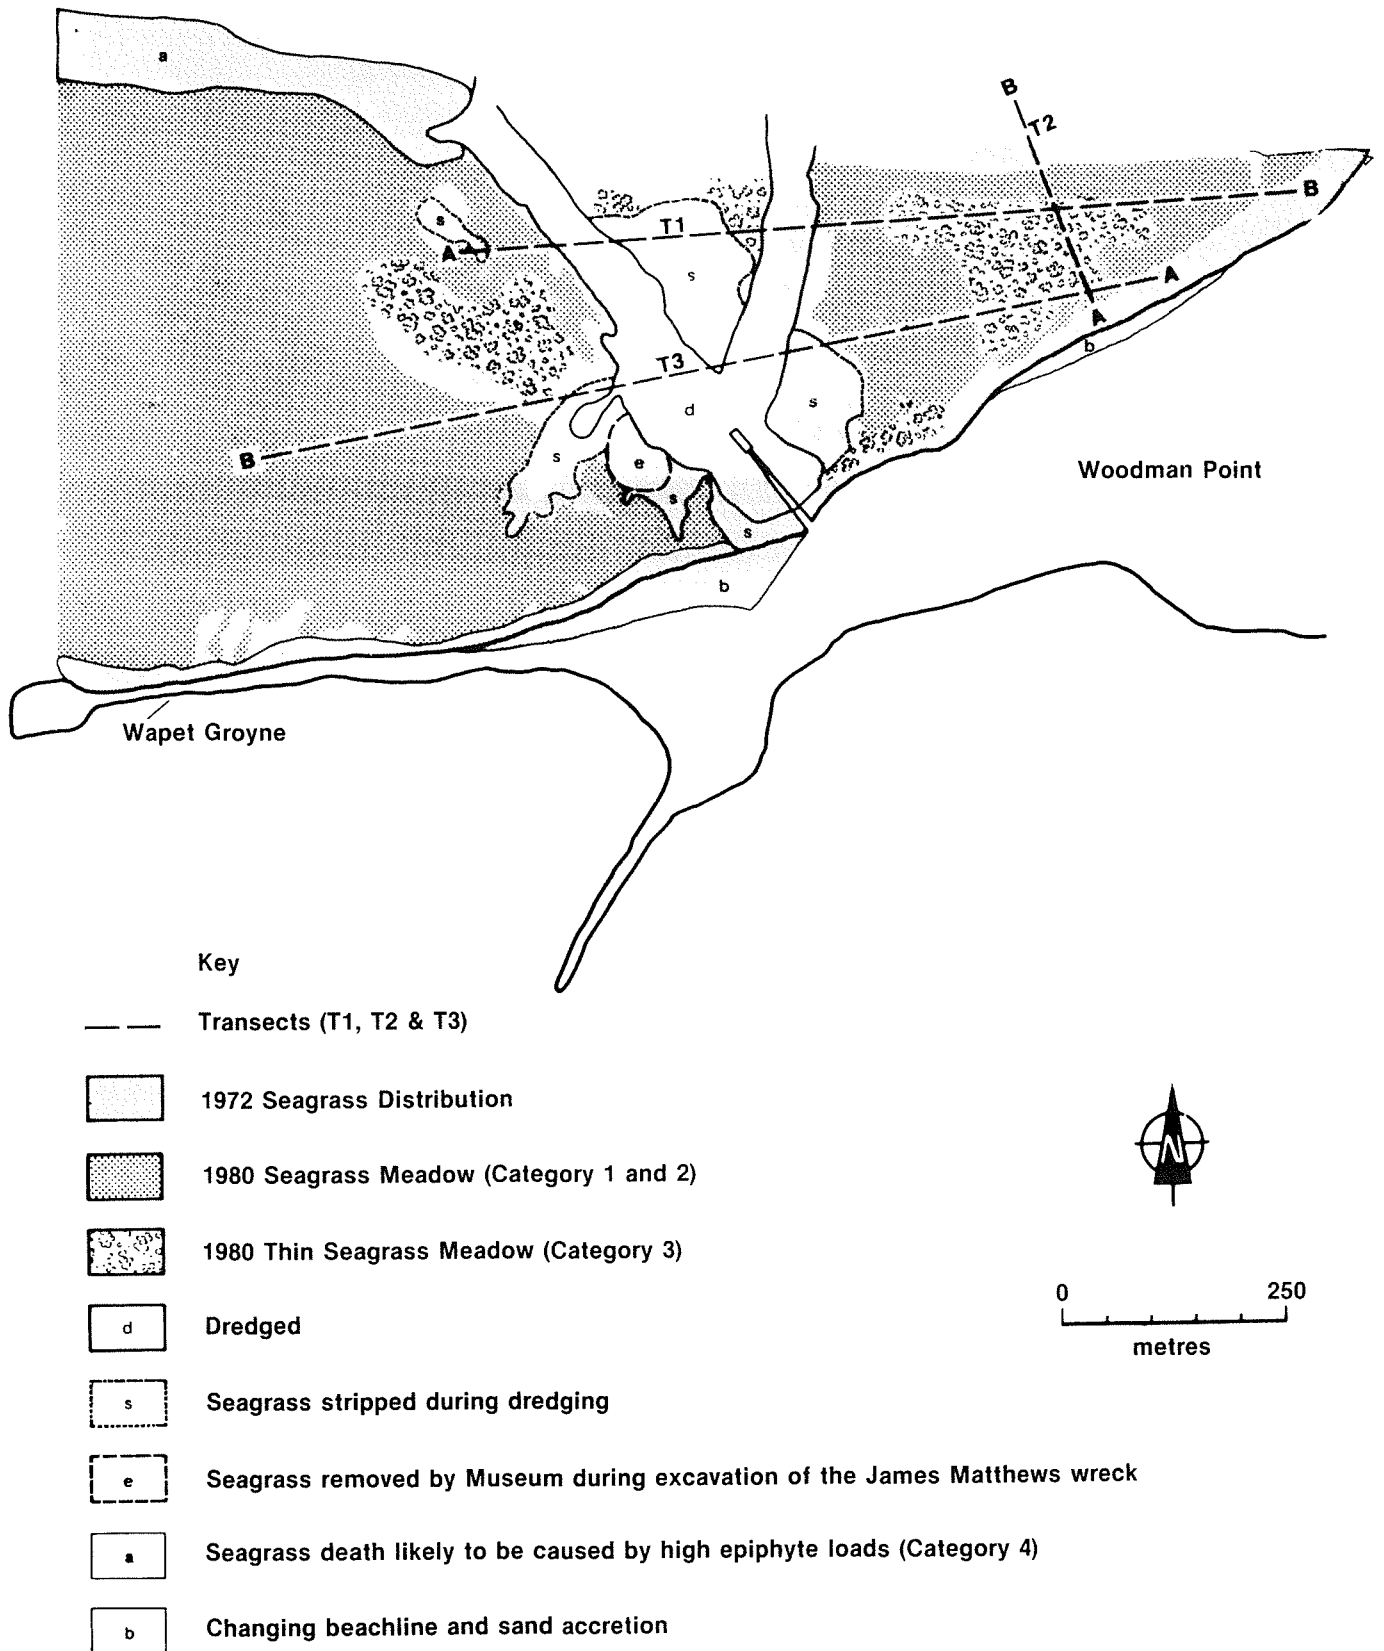 a
B
T2
B
s
T1
A
s
A
A
b
T3
d
s
B
s
e
s
s
b
Woodman Point
Wapet Groyne
Key
Transects (T1, T2 & T3)
1972 Seagrass Distribution
1980 Seagrass Meadow (Category 1 and 2)
1980 Thin Seagrass Meadow (Category 3)
d Dredged
s Seagrass stripped during dredging
e Seagrass removed by Museum during excavation of the James Matthews wreck
a Seagrass death likely to be caused by high epiphyte loads (Category 4)
b Changing beachline and sand accretion
N
0 250
metres